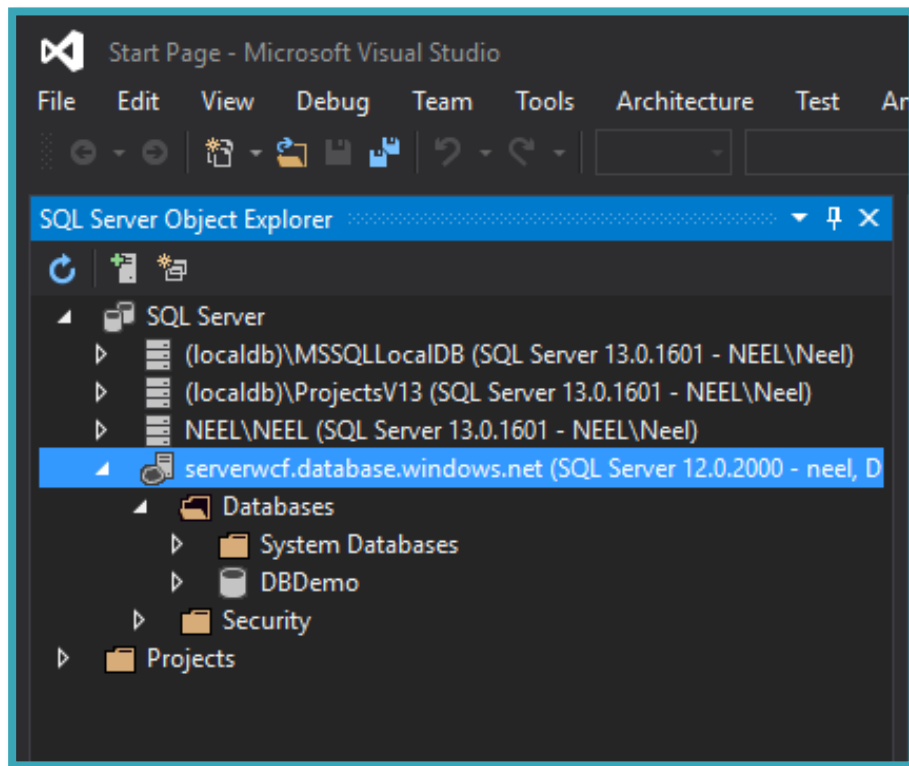 Start Page - Microsoft Visual Studio
File Edit View Debug Team Tools Architecture Test An
SQL Server Object Explorer
SQL Server
(localdb)\MSSQLLocalDB (SQL Server 13.0.1601 - NEEL\Neel)
(localdb)\ProjectsV13 (SQL Server 13.0.1601 - NEEL\Neel)
NEEL\NEEL (SQL Server 13.0.1601 - NEEL\Neel)
serverwcf.database.windows.net (SQL Server 12.0.2000 - neel, D
Databases
System Databases
DBDemo
Security
Projects